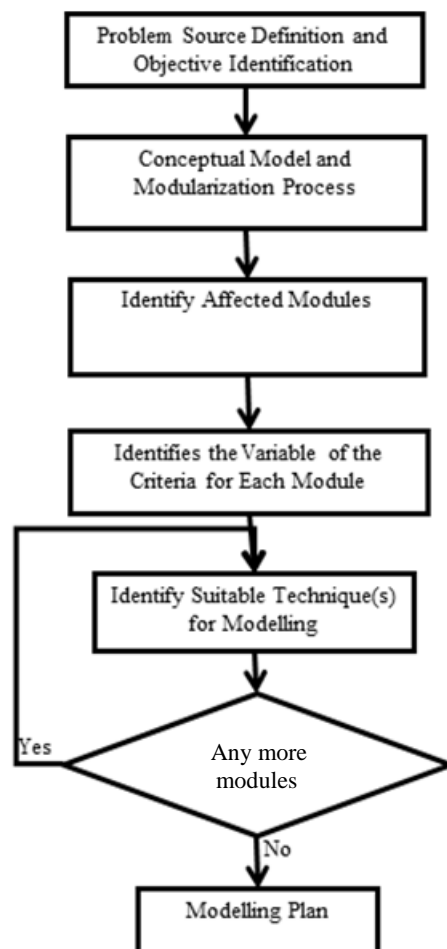 Problem Source Definition and
Objective Identification
Conceptual Model and
Modularization Process
Identify Affected Modules
Identifies the Variable of the
Criteria for Each Module
Identify Suitable Technique(s)
for Modelling
Any more
modules
Yes
No
Modelling Plan